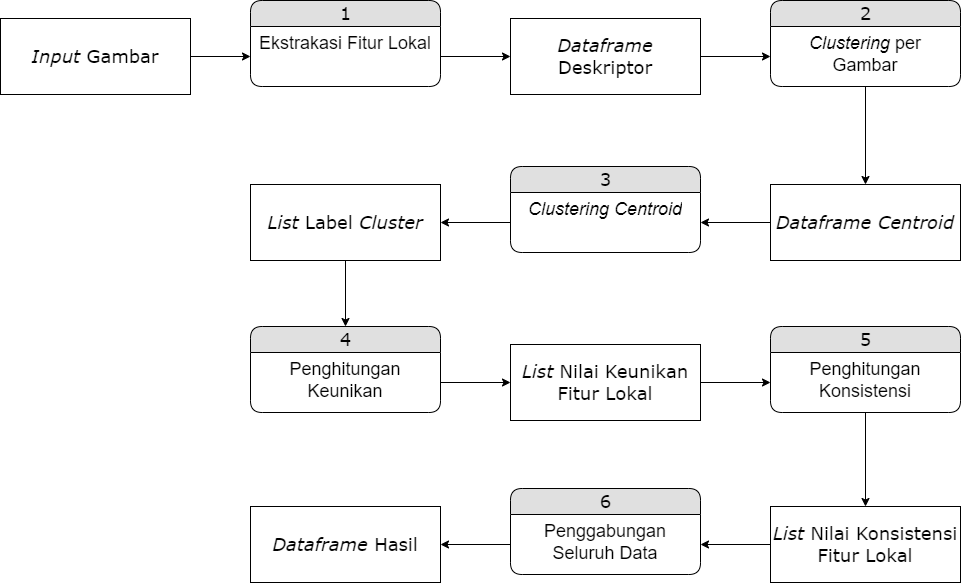 Input Gambar
1
Ekstrakasi Fitur Lokal
Dataframe
Deskriptor
2
Clustering per
Gambar
Dataframe Centroid
3
Clustering Centroid
List Label Cluster
4
Penghitungan
Keunikan
List Nilai Keunikan
Fitur Lokal
5
Penghitungan
Konsistensi
List Nilai Konsistensi
Fitur Lokal
6
Penggabungan
Seluruh Data
Dataframe Hasil